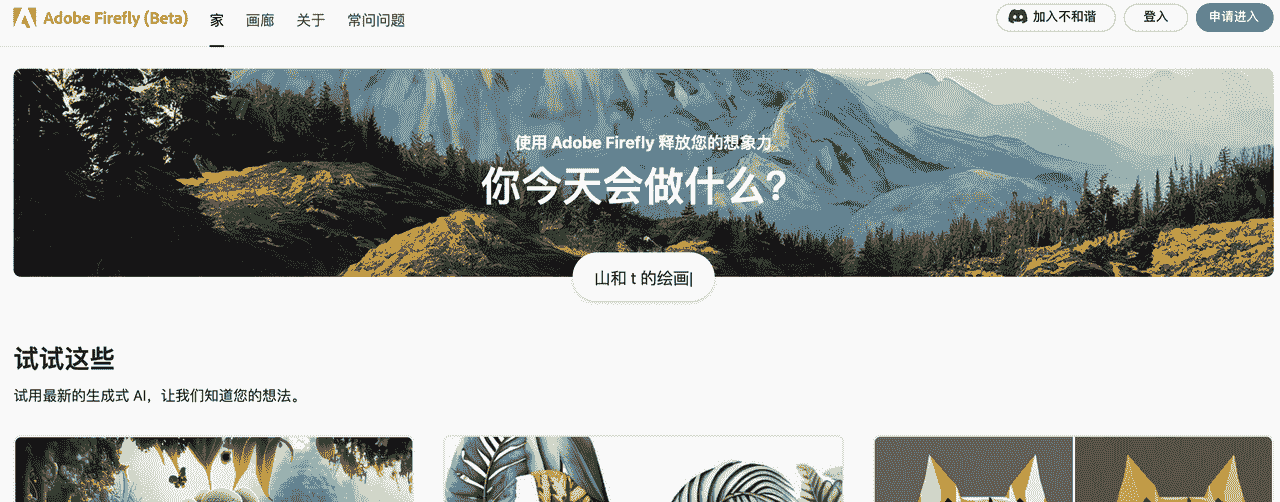 Adobe Firefly (Beta) 家 画廊 关于 常问问题 加入不和谐 登入 申请进入
使用 Adobe Firefly 释放您的想象力
你今天会做什么?
山和 t 的绘画|
试试这些
试用最新的生成式 AI，让我们知道您的想法。